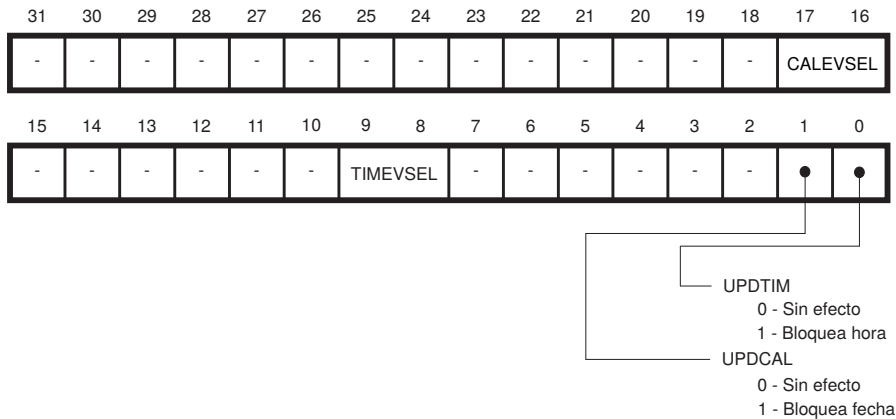 31 30 29 28 27 26 25 24 23 22 21 20 19 18 17 16
- - - - - - - - - - - - - - CALEVSEL
15 14 13 12 11 10 9 8 7 6 5 4 3 2 1 0
- - - - - - TIMEVSEL - - - - - -
UPDTIM
0 - Sin efecto
1 - Bloquea hora
UPDCAL
0 - Sin efecto
1 - Bloquea fecha